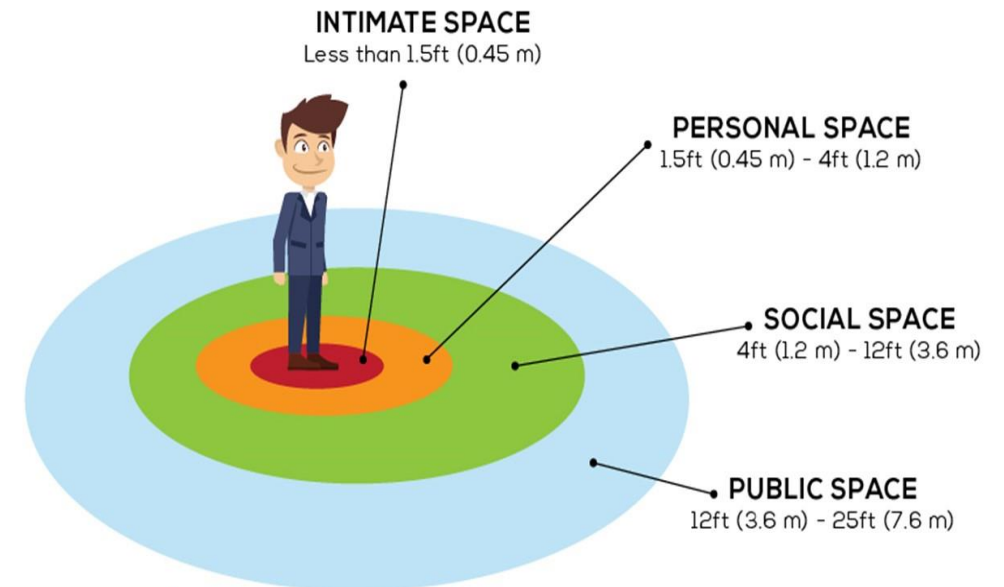 INTIMATE SPACE
Less than 1.5ft (0.45 m)
PERSONAL SPACE
1.5ft (0.45 m) - 4ft (1.2 m)
SOCIAL SPACE
4ft (1.2 m) - 12ft (3.6 m)
PUBLIC SPACE
12ft (3.6 m) - 25ft (7.6 m)